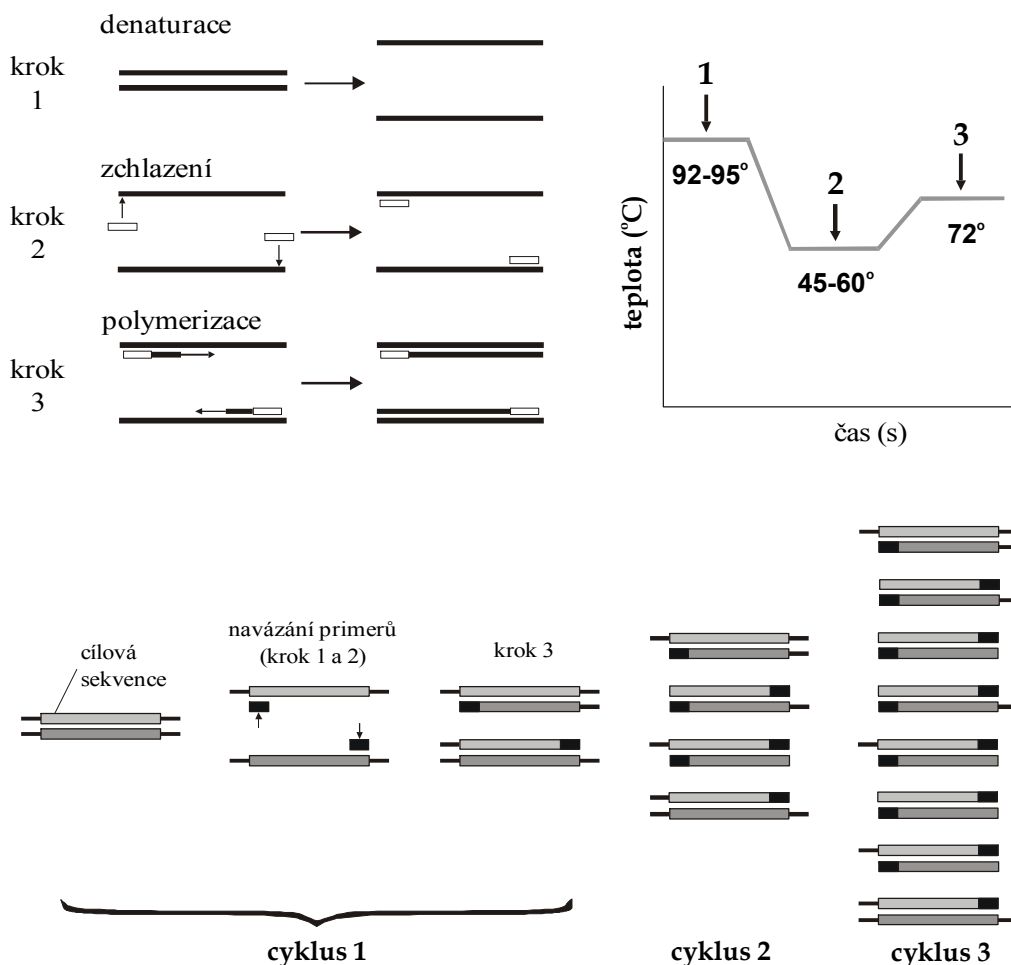 denaturace
krok
1
zchlazení
krok
2
polymerizace
krok
3
1
92-95°
2
45-60°
3
72°
teplota (°C)
čas (s)
cílová
sekvence
navázání primerů
(krok 1 a 2)
krok 3
cyklus 1
cyklus 2
cyklus 3